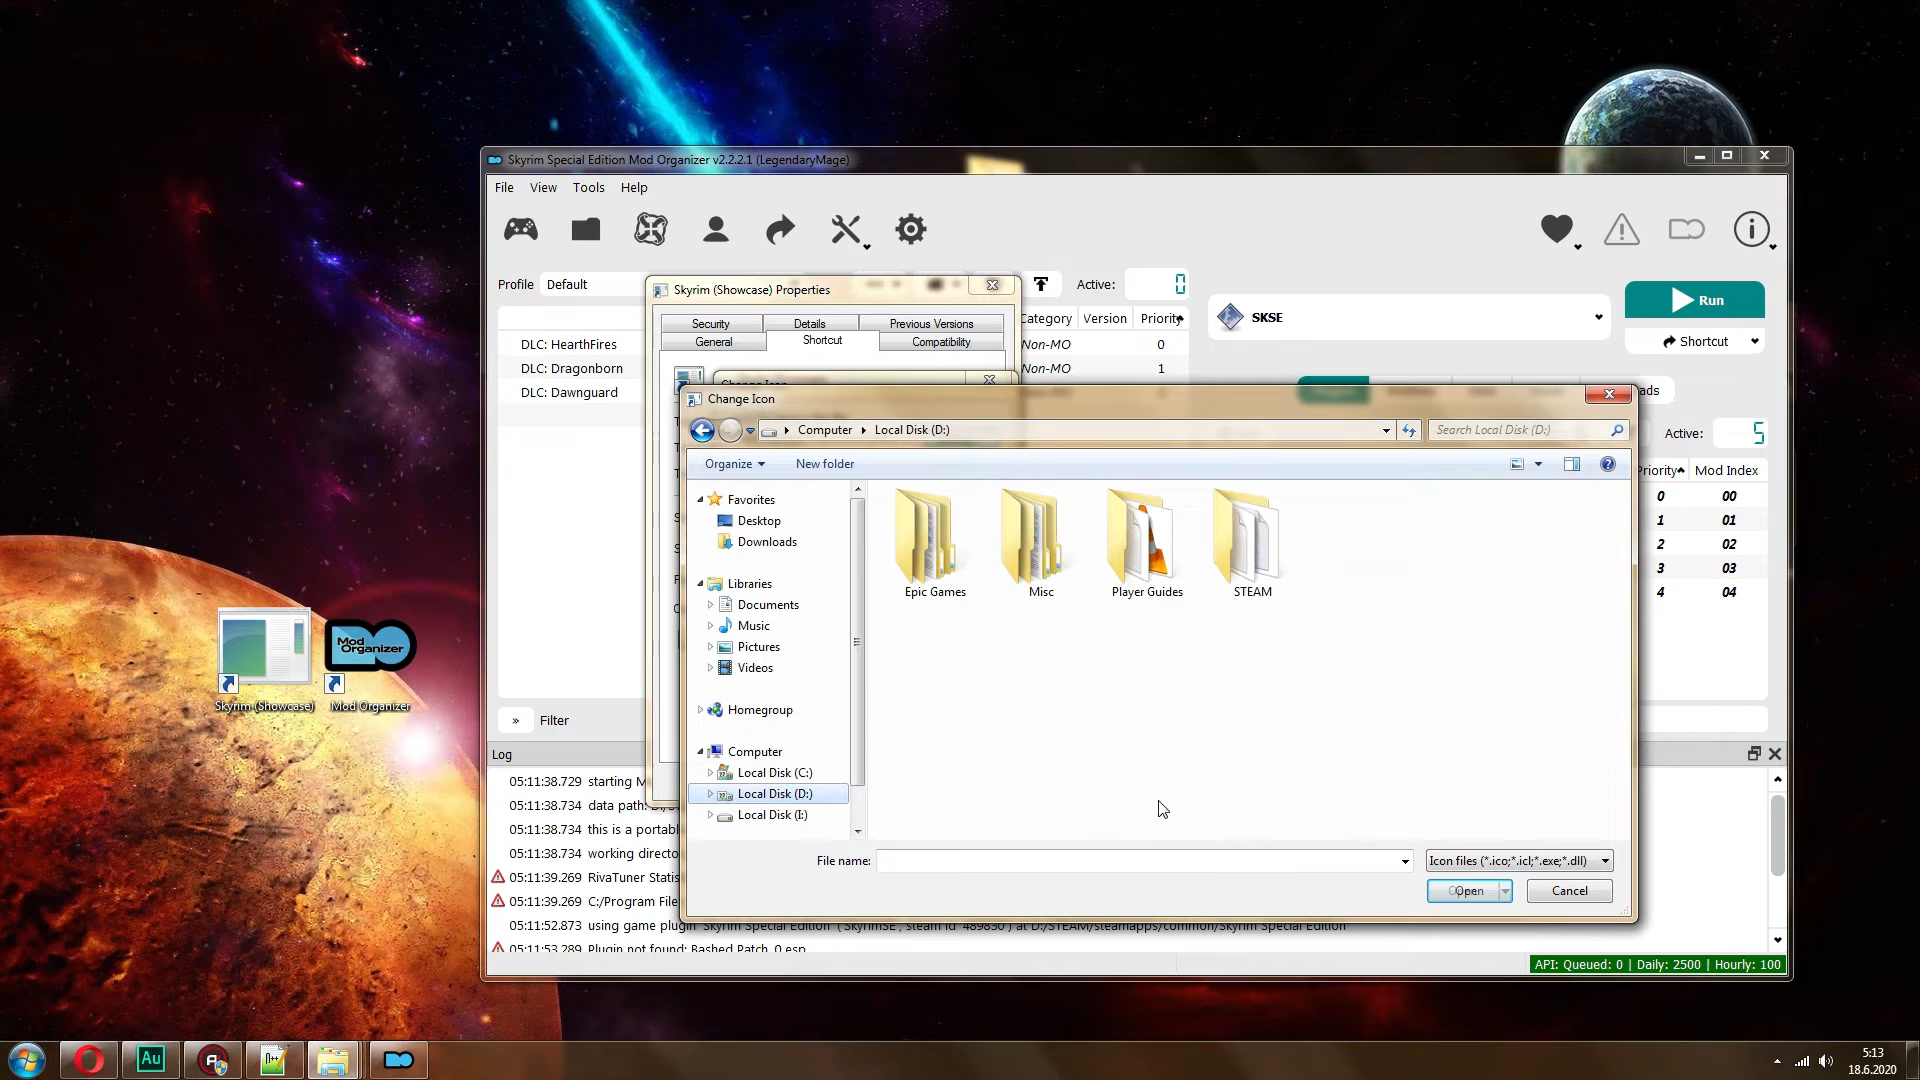 Skyrim Special Edition Mod Organizer v2.2.2.1 (LegendaryMage)
File View Tools Help
Profile Default
Active: 0
Category Version Priority
DLC: HearthFires Non-MO 0
DLC: Dragonborn Non-MO 1
DLC: Dawnguard
SKSE
Run
Shortcut
ads
Active: 5
Priority Mod Index
0 00
1 01
2 02
3 03
4 04
Skyrim (Showcase) Properties
Security Details Previous Versions
General Shortcut Compatibility
Change Icon
Change Icon
Computer Local Disk (D:)
Search Local Disk (D:)
Organize New folder
Favorites
Desktop
Downloads
Libraries
Documents
Music
Pictures
Videos
Homegroup
Computer
Local Disk (C:)
Local Disk (D:)
Local Disk (I:)
Epic Games Misc Player Guides STEAM
File name:
Icon files (*.ico;*.icl;*.exe;*.dll)
Open Cancel
Skyrim (Showcase)
Mod Organizer
Mod Organizer
» Filter
Log
05:11:38.729 starting M
05:11:38.734 data path: D:/S
05:11:38.734 this is a portabl
05:11:38.734 working directo
05:11:39.269 RivaTuner Statis
05:11:39.269 C:/Program File
05:11:52.873 using game plugin 'Skyrim Special Edition' ('SkyrimSE', steam id '489830') at D:/STEAM/steamapps/common/Skyrim Special Edition
05:11:53.289 Plugin not found: Bashed Patch, 0.esp
API: Queued: 0 | Daily: 2500 | Hourly: 100
Au
5:13
18.6.2020